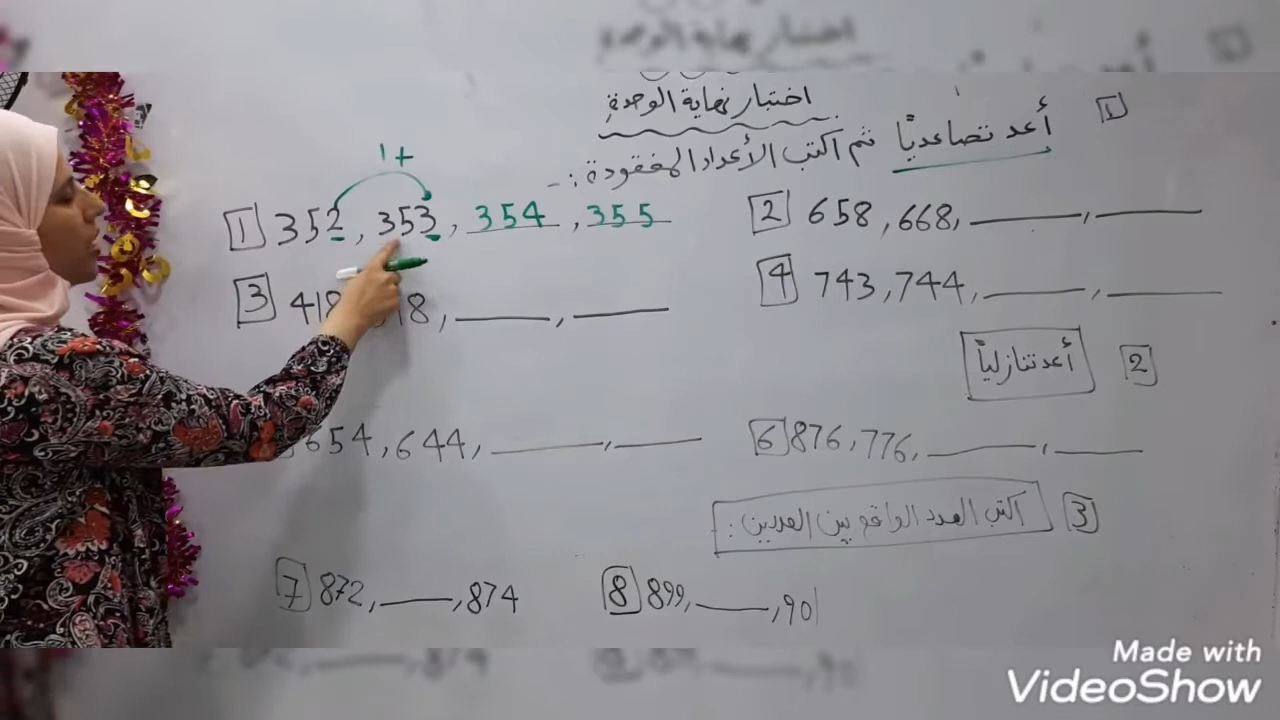 اختبار نهاية الوحدة
1 أعد تصاعديًا ثم اكتب الأعداد المفقودة :-
1+
1 352 , 353 , 354 , 355
2 658 , 668, ____ , ____
3 418 18, ____ , ____
4 743 , 744, ____ , ____
2 أعد تنازلياً
654 , 644 , ____ , ____
6 876 , 776, ____ , ____
3 اكتب العدد الواقع بين العددين :
7 872, ____ , 874
8 899, ____ , 901
Made with
VideoShow